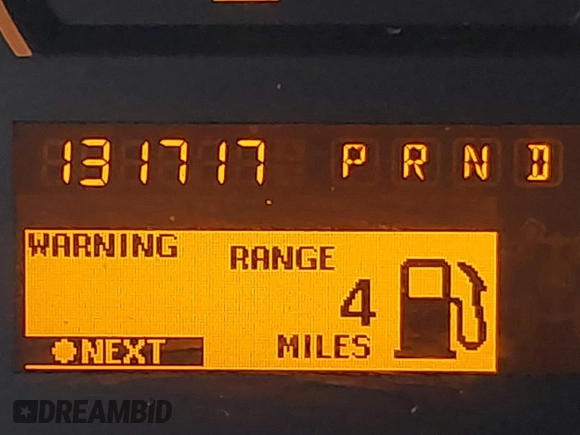 131717 P R N D
WARNING
RANGE
4
MILES
NEXT
DREAMBID